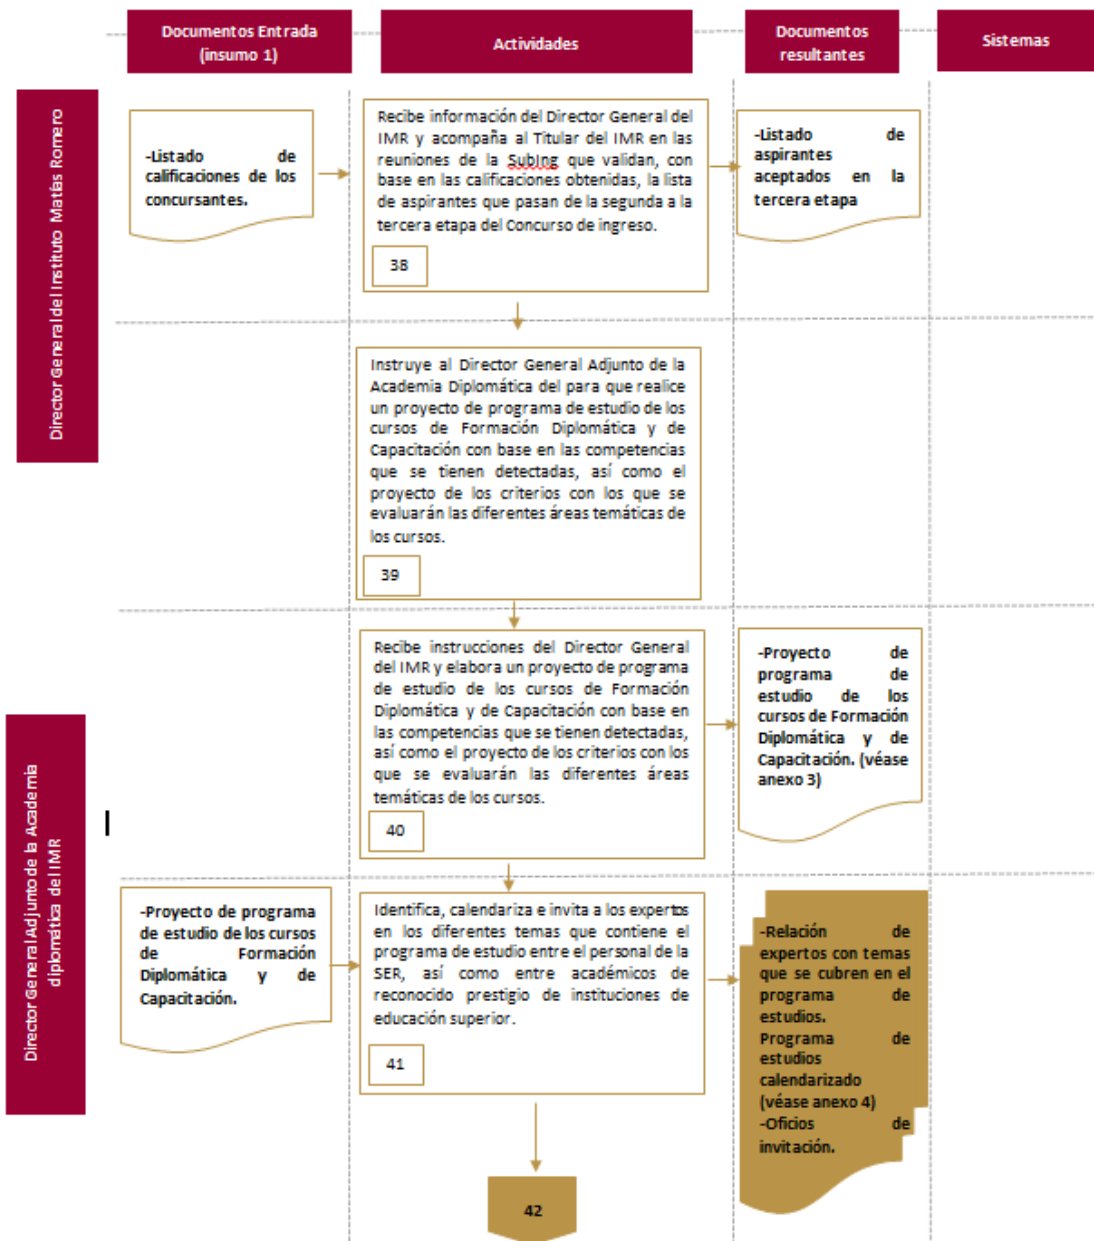 Documentos Entrada
(insumo 1)
Actividades
Documentos
resultantes
Sistemas
Director General del Instituto Matías Romero
-Listado de
calificaciones de los
concursantes.
Recibe información del Director General del
IMR y acompaña al Titular del IMR en las
reuniones de la SubIng que validan, con
base en las calificaciones obtenidas, la lista
de aspirantes que pasan de la segunda a la
tercera etapa del Concurso de ingreso.
38
-Listado de
aspirantes
aceptados en la
tercera etapa
Instruye al Director General Adjunto de la
Academia Diplomática del para que realice
un proyecto de programa de estudio de los
cursos de Formación Diplomática y de
Capacitación con base en las competencias
que se tienen detectadas, así como el
proyecto de los criterios con los que se
evaluarán las diferentes áreas temáticas de
los cursos.
39
Director General Adjunto de la Academia
diplomática del IMR
Recibe instrucciones del Director General
del IMR y elabora un proyecto de programa
de estudio de los cursos de Formación
Diplomática y de Capacitación con base en
las competencias que se tienen detectadas,
así como el proyecto de los criterios con los
que se evaluarán las diferentes áreas
temáticas de los cursos.
40
-Proyecto de
programa de
estudio de los
cursos de Formación
Diplomática y de
Capacitación. (véase
anexo 3)
-Proyecto de programa
de estudio de los cursos
de Formación
Diplomática y de
Capacitación.
Identifica, calendariza e invita a los expertos
en los diferentes temas que contiene el
programa de estudio entre el personal de la
SER, así como entre académicos de
reconocido prestigio de instituciones de
educación superior.
41
-Relación de
expertos con temas
que se cubren en el
programa de
estudios.
Programa de
estudios
calendarizado
(véase anexo 4)
-Oficios de
invitación.
42